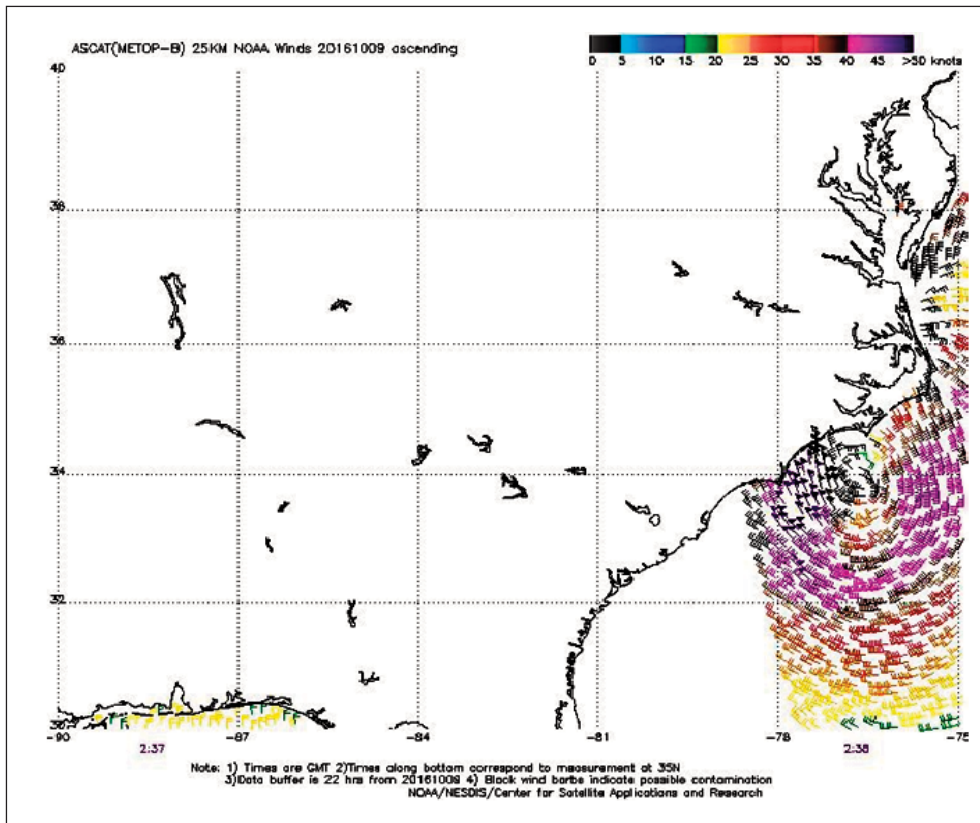 ASCAT(METOP-B) 25KM NOAA Winds 20161009 ascending
0 5 10 15 20 25 30 35 40 45 >50 knots
40
38
36
34
32
30
-90 -87 -84 -81 -78 -75
2:37 2:38
Note: 1) Times are GMT 2)Times along bottom correspond to measurement at 35N
3)Data buffer is 22 hrs from 20161009 4) Black wind barbs indicate possible contamination
NOAA/NESDIS/Center for Satellite Applications and Research